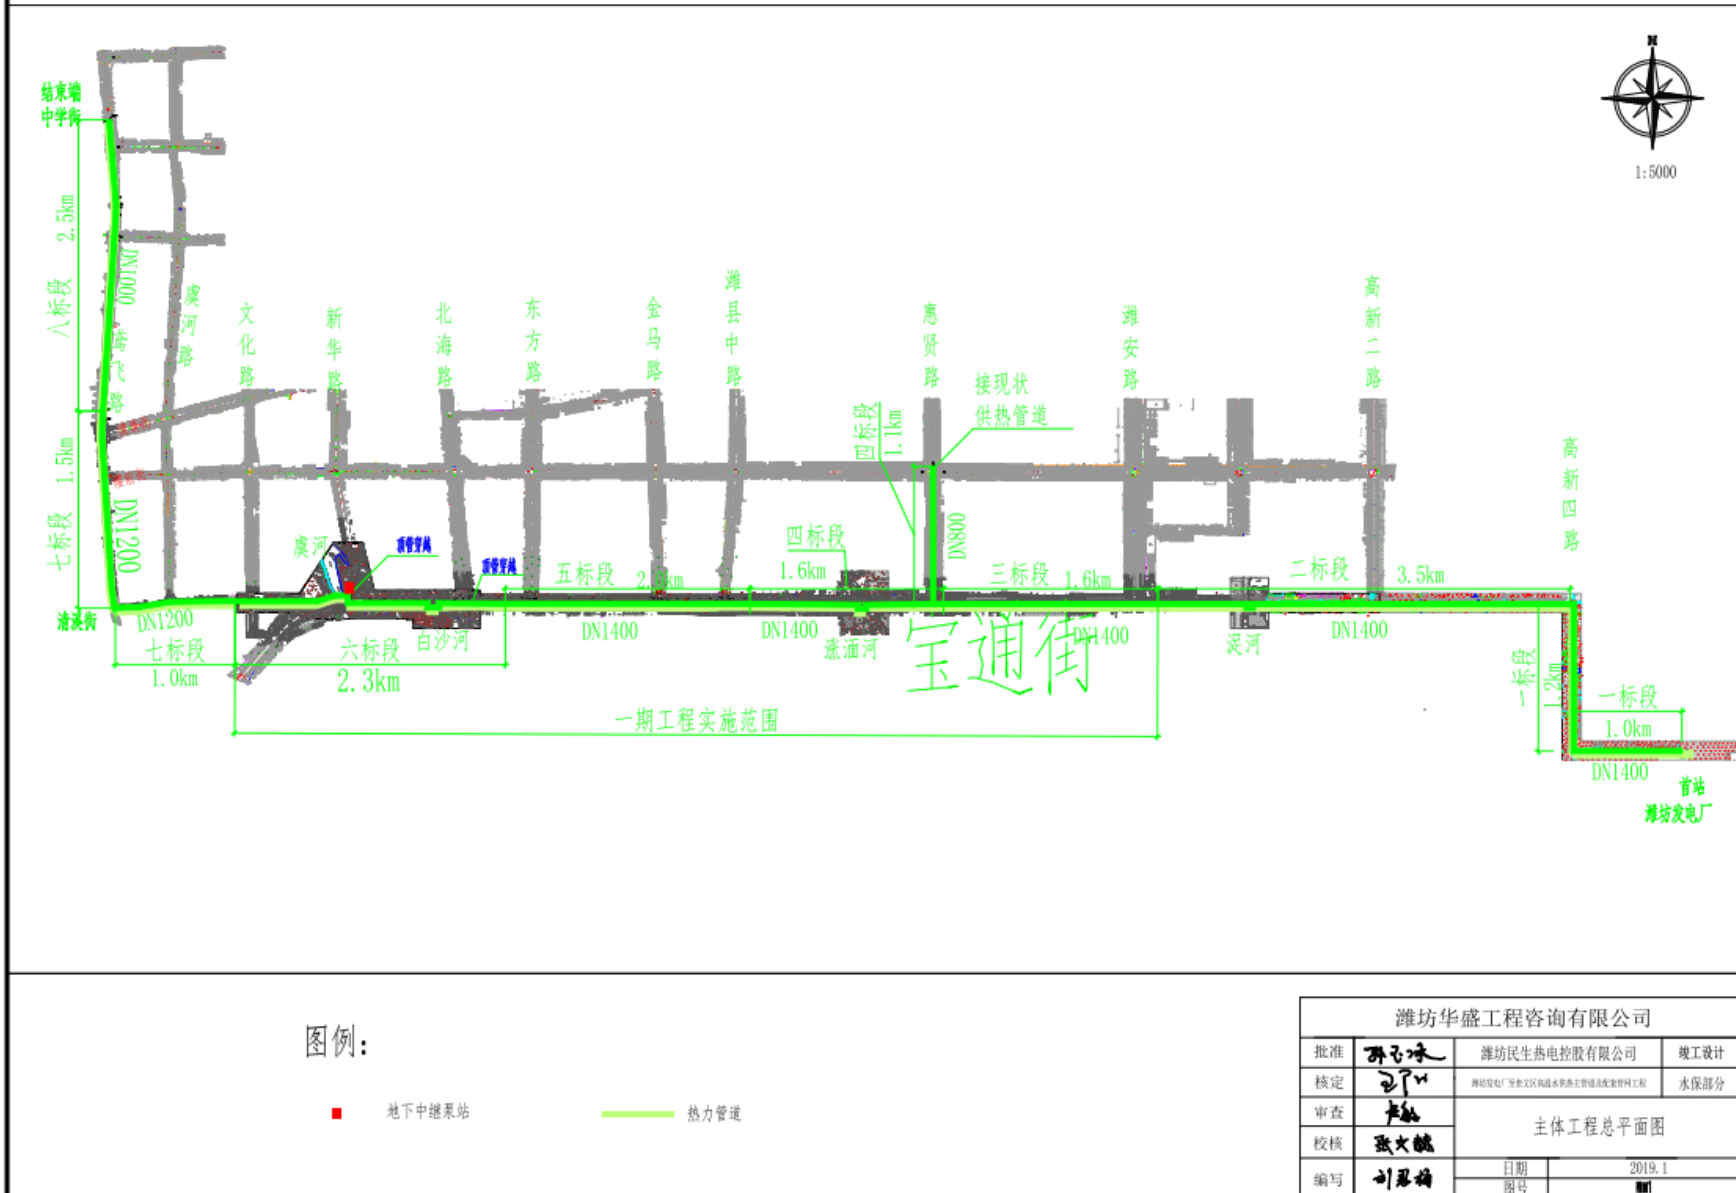 N
1:5000
结束端
中学街
2.5km
八标段
DN1000
鸢飞路
虞河路
文化路
新华路
北海路
东方路
金马路
潍县中路
惠贤路
潍安路
高新二路
高新四路
接现状
供热管道
四标段
1.1km
DN800
1.5km
七标段
DN1200
虞河
顶管穿越
顶管穿越
五标段
四标段
1.6km
三标段
1.6km
二标段
3.5km
清溪街
DN1200
七标段
1.0km
六标段
2.3km
白沙河
DN1400
DN1400
涨面河
宝通街
DN1400
浞河
DN1400
一标段
1.2km
一标段
1.0km
DN1400
首站
潍坊发电厂
一期工程实施范围
图例：
地下中继泵站
热力管道
潍坊华盛工程咨询有限公司
批准
潍坊民生热电控股有限公司
竣工设计
核定
水保部分
审查
主体工程总平面图
校核
张文
编写
日期
2019.1
图号